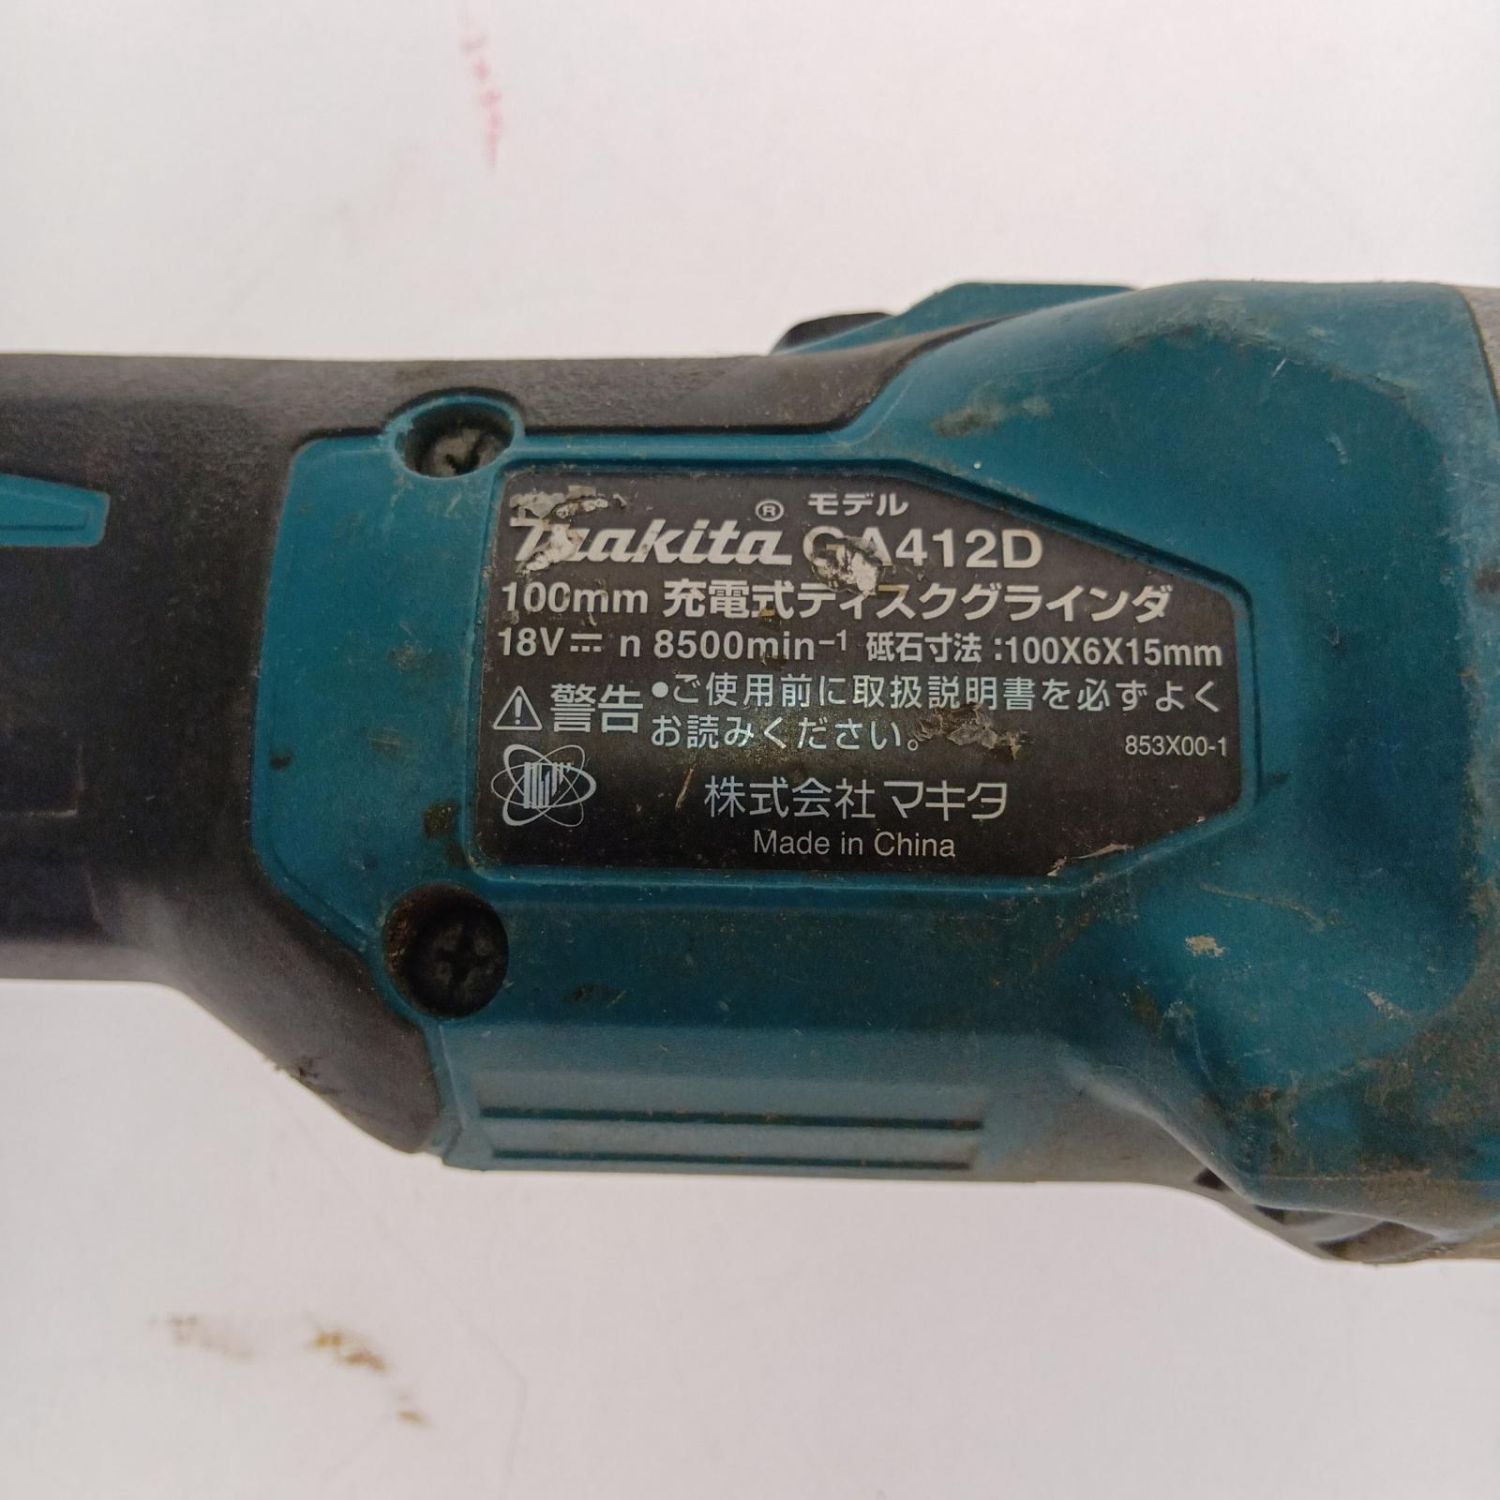 makita® モデル GA412D
100mm 充電式ディスクグラインダ
18V⎓ n 8500min⁻¹ 砥石寸法:100X6X15mm
⚠警告 •ご使用前に取扱説明書を必ずよく
お読みください。
853X00-1
株式会社マキタ
Made in China